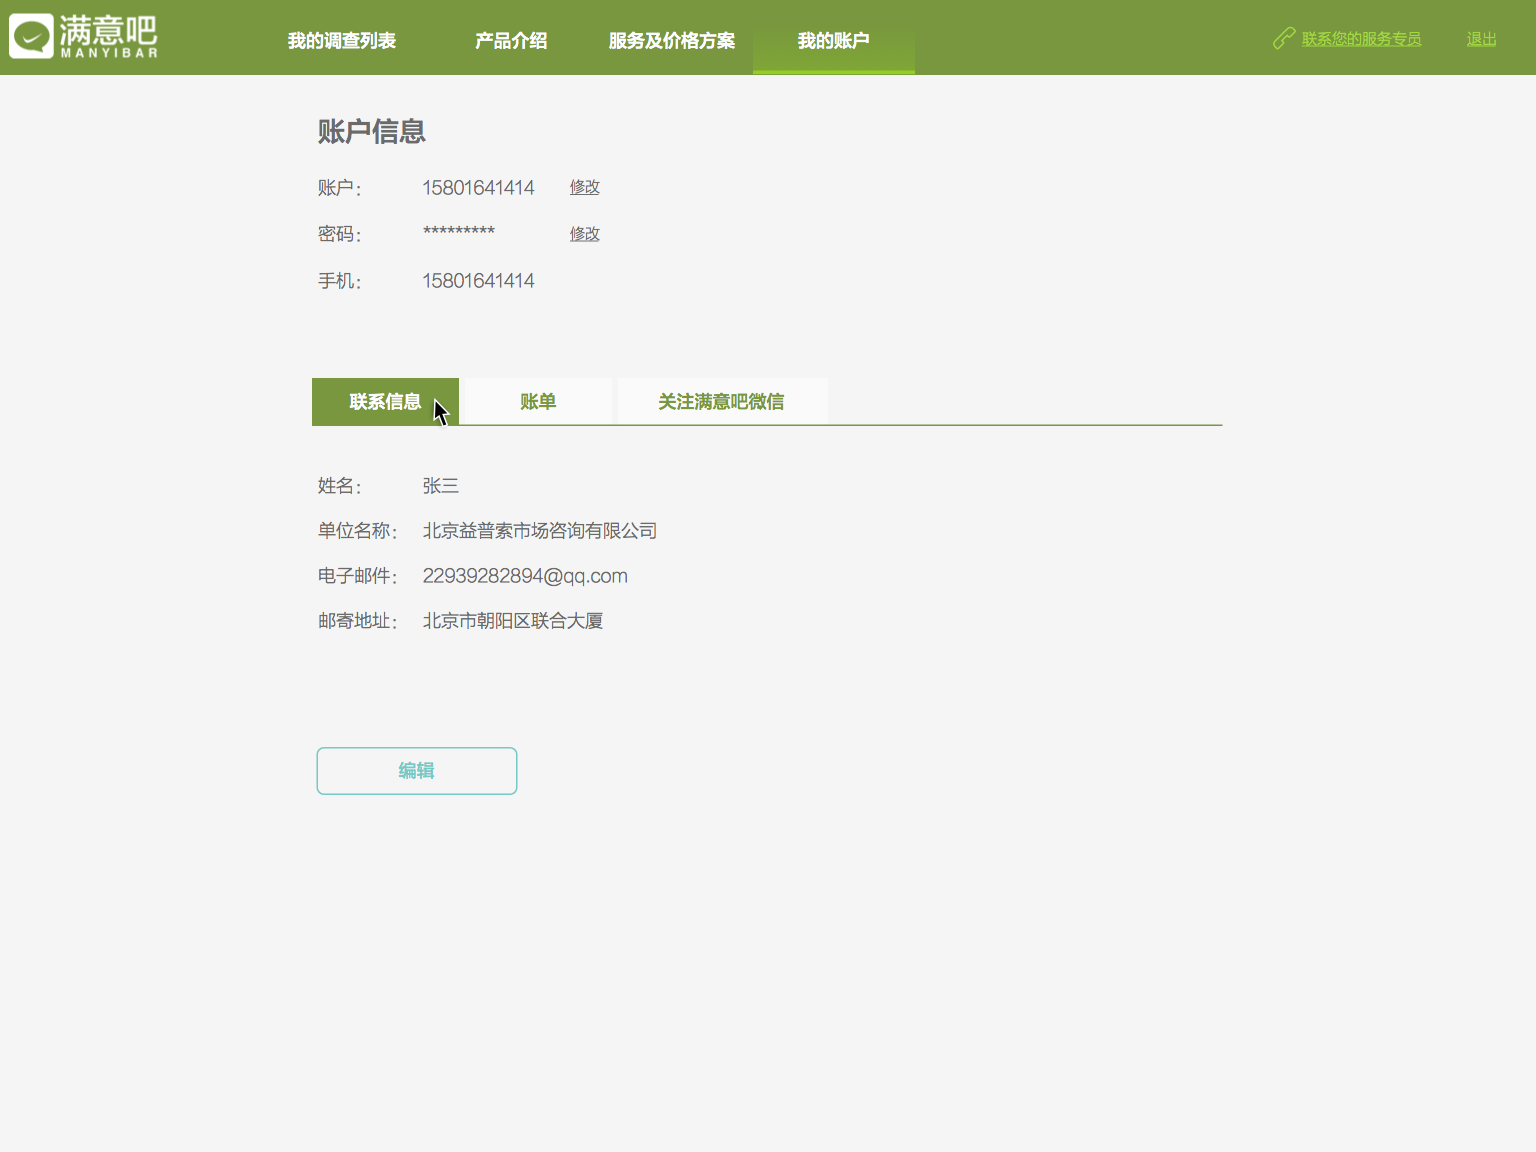 满意吧
MANYIBAR
我的调查列表 产品介绍 服务及价格方案 我的账户 联系您的服务专员 退出
账户信息
账户： 15801641414 修改
密码： ********* 修改
手机： 15801641414
联系信息 账单 关注满意吧微信
姓名： 张三
单位名称： 北京益普索市场咨询有限公司
电子邮件： 22939282894@qq.com
邮寄地址： 北京市朝阳区联合大厦
编辑